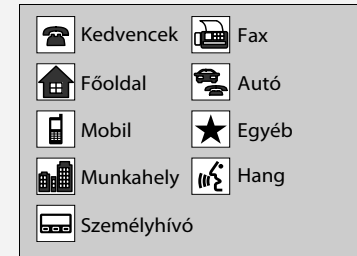 Kedvencek Fax
Főoldal Autó
Mobil Egyéb
Munkahely Hang
Személyhívó